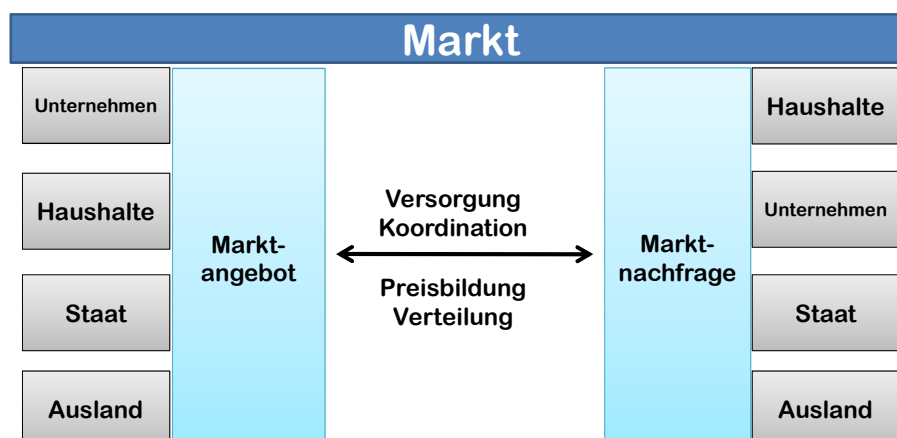 Markt
Unternehmen
Haushalte
Staat
Ausland
Markt-
angebot
Versorgung
Koordination
Preisbildung
Verteilung
Markt-
nachfrage
Haushalte
Unternehmen
Staat
Ausland